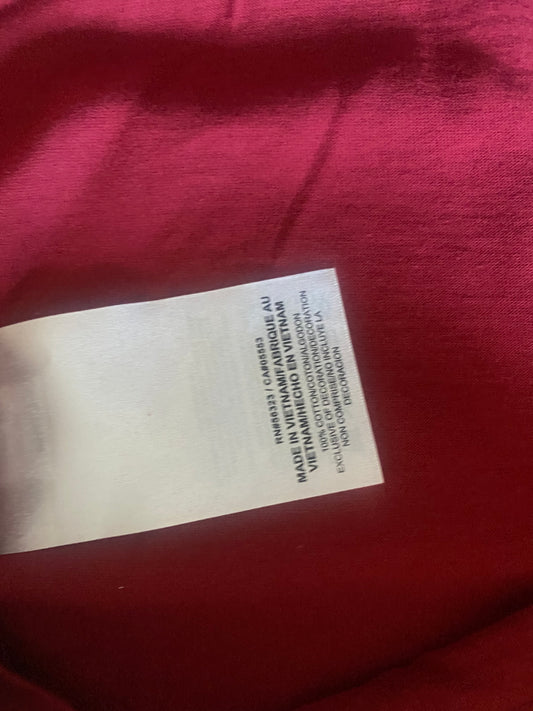 RN#56323 / CA#05553
MADE IN VIETNAM/FABRIQUE AU
VIETNAM/HECHO EN VIETNAM
100% COTTON/COTON/ALGODON
EXCLUSIVE OF DECORATION/DECORATION
NON COMPRISE/NO INCLUYE LA
DECORACION